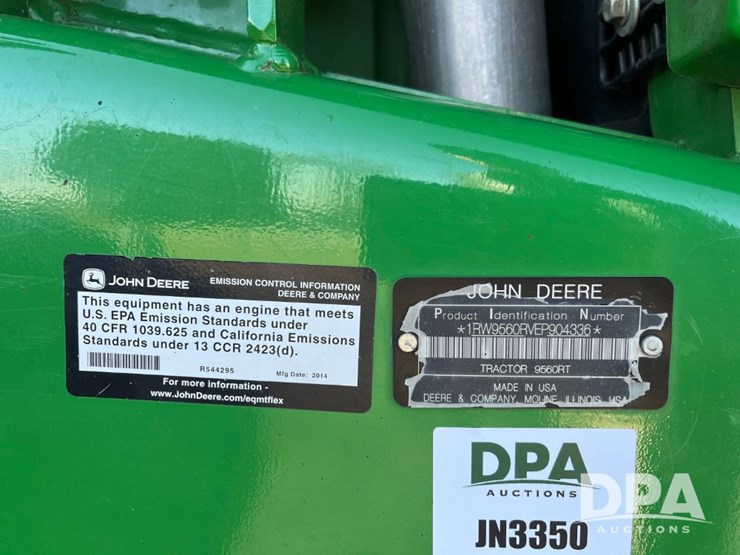 JOHN DEERE
EMISSION CONTROL INFORMATION
DEERE & COMPANY
This equipment has an engine that meets
U.S. EPA Emission Standards under
40 CFR 1039.625 and California Emissions
Standards under 13 CCR 2423(d).
R544295
Mfg Date: 2014
For more information -
www.JohnDeere.com/eqmtflex
JOHN DEERE
Product Identification Number
*1RW9560RVEP904336*
TRACTOR 9560RT
MADE IN USA
DEERE & COMPANY, MOLINE, ILLINOIS, USA
DPA
AUCTIONS
JN3350
DPA
AUCTIONS